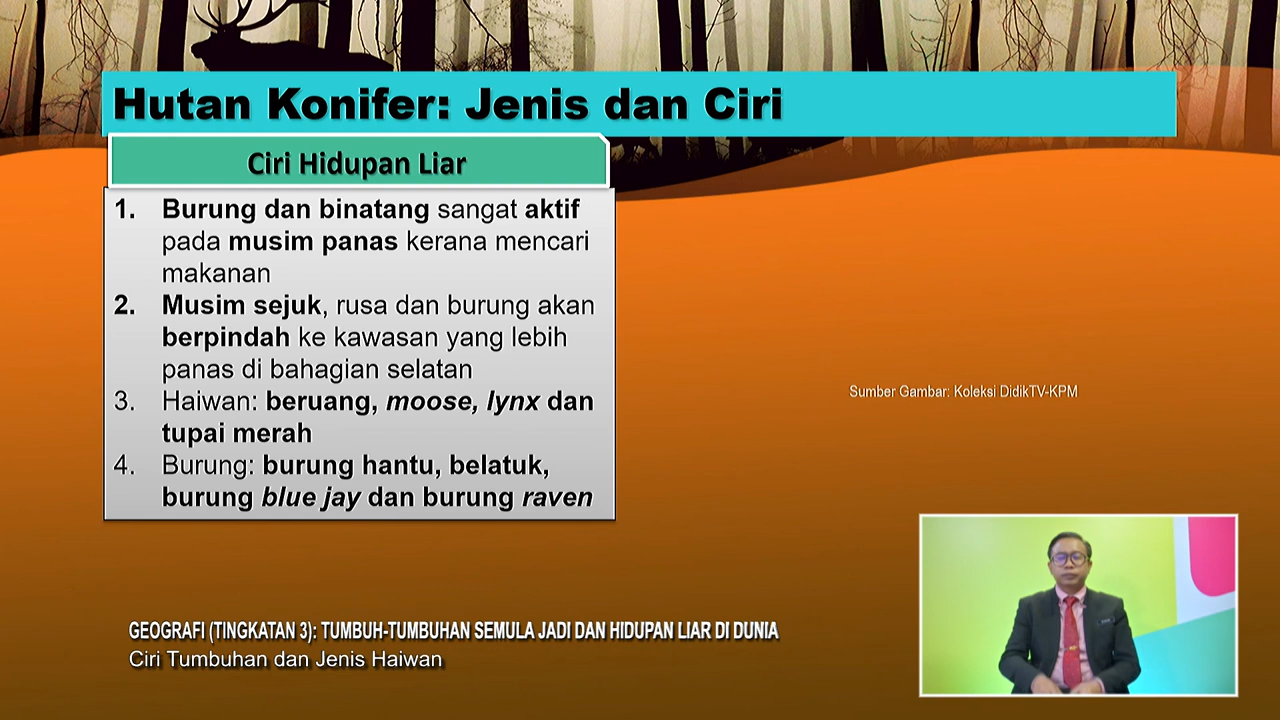 Hutan Konifer: Jenis dan Ciri
Ciri Hidupan Liar
1. Burung dan binatang sangat aktif
pada musim panas kerana mencari
makanan
2. Musim sejuk, rusa dan burung akan
berpindah ke kawasan yang lebih
panas di bahagian selatan
3. Haiwan: beruang, moose, lynx dan
tupai merah
4. Burung: burung hantu, belatuk,
burung blue jay dan burung raven
Sumber Gambar: Koleksi DidikTV-KPM
GEOGRAFI (TINGKATAN 3): TUMBUH-TUMBUHAN SEMULA JADI DAN HIDUPAN LIAR DI DUNIA
Ciri Tumbuhan dan Jenis Haiwan